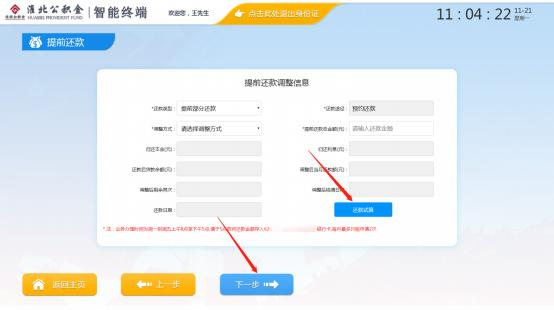 淮北公积金 智能终端
HUAIBEI PROVIDENT FUND
欢迎您，王先生
点击此处退出身份证
11:04:22
11-21
星期一
提前还款
提前还款调整信息
*还款类型： 提前部分还款
*还款途径： 预约还款
*调整方式： 请选择调整方式
*提前还款总金额(元)： 请输入还款金额
归还本金(元)：
归还利息(元)：
还款后贷款余额(元)：
调整后当月还款额(元)：
调整后剩余期次：
调整后终清日
还款日期：
还款试算
返回主页
上一步
下一步